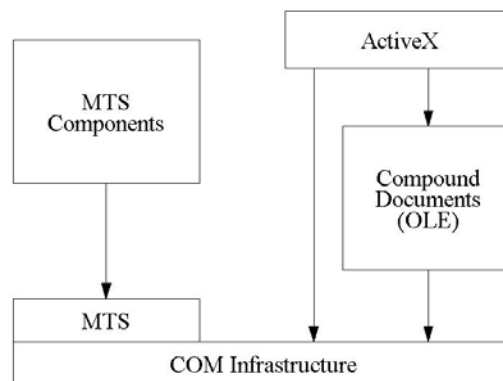 ActiveX
MTS
Components
Compound
Documents
(OLE)
MTS
COM Infrastructure